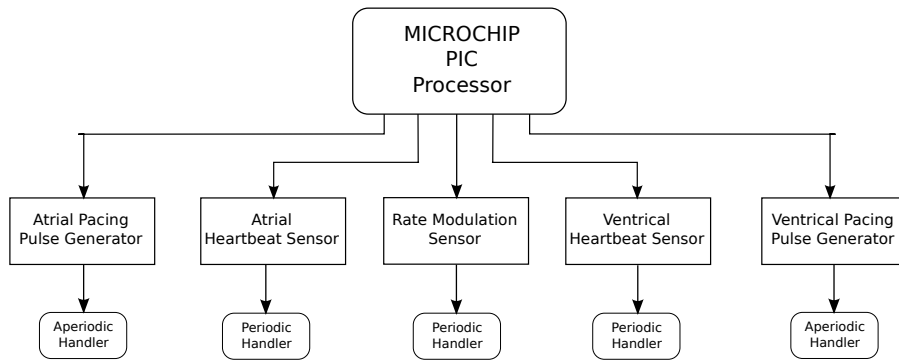 MICROCHIP
PIC
Processor
Atrial Pacing
Pulse Generator
Atrial
Heartbeat Sensor
Rate Modulation
Sensor
Ventrical
Heartbeat Sensor
Ventrical Pacing
Pulse Generator
Aperiodic
Handler
Periodic
Handler
Periodic
Handler
Periodic
Handler
Aperiodic
Handler